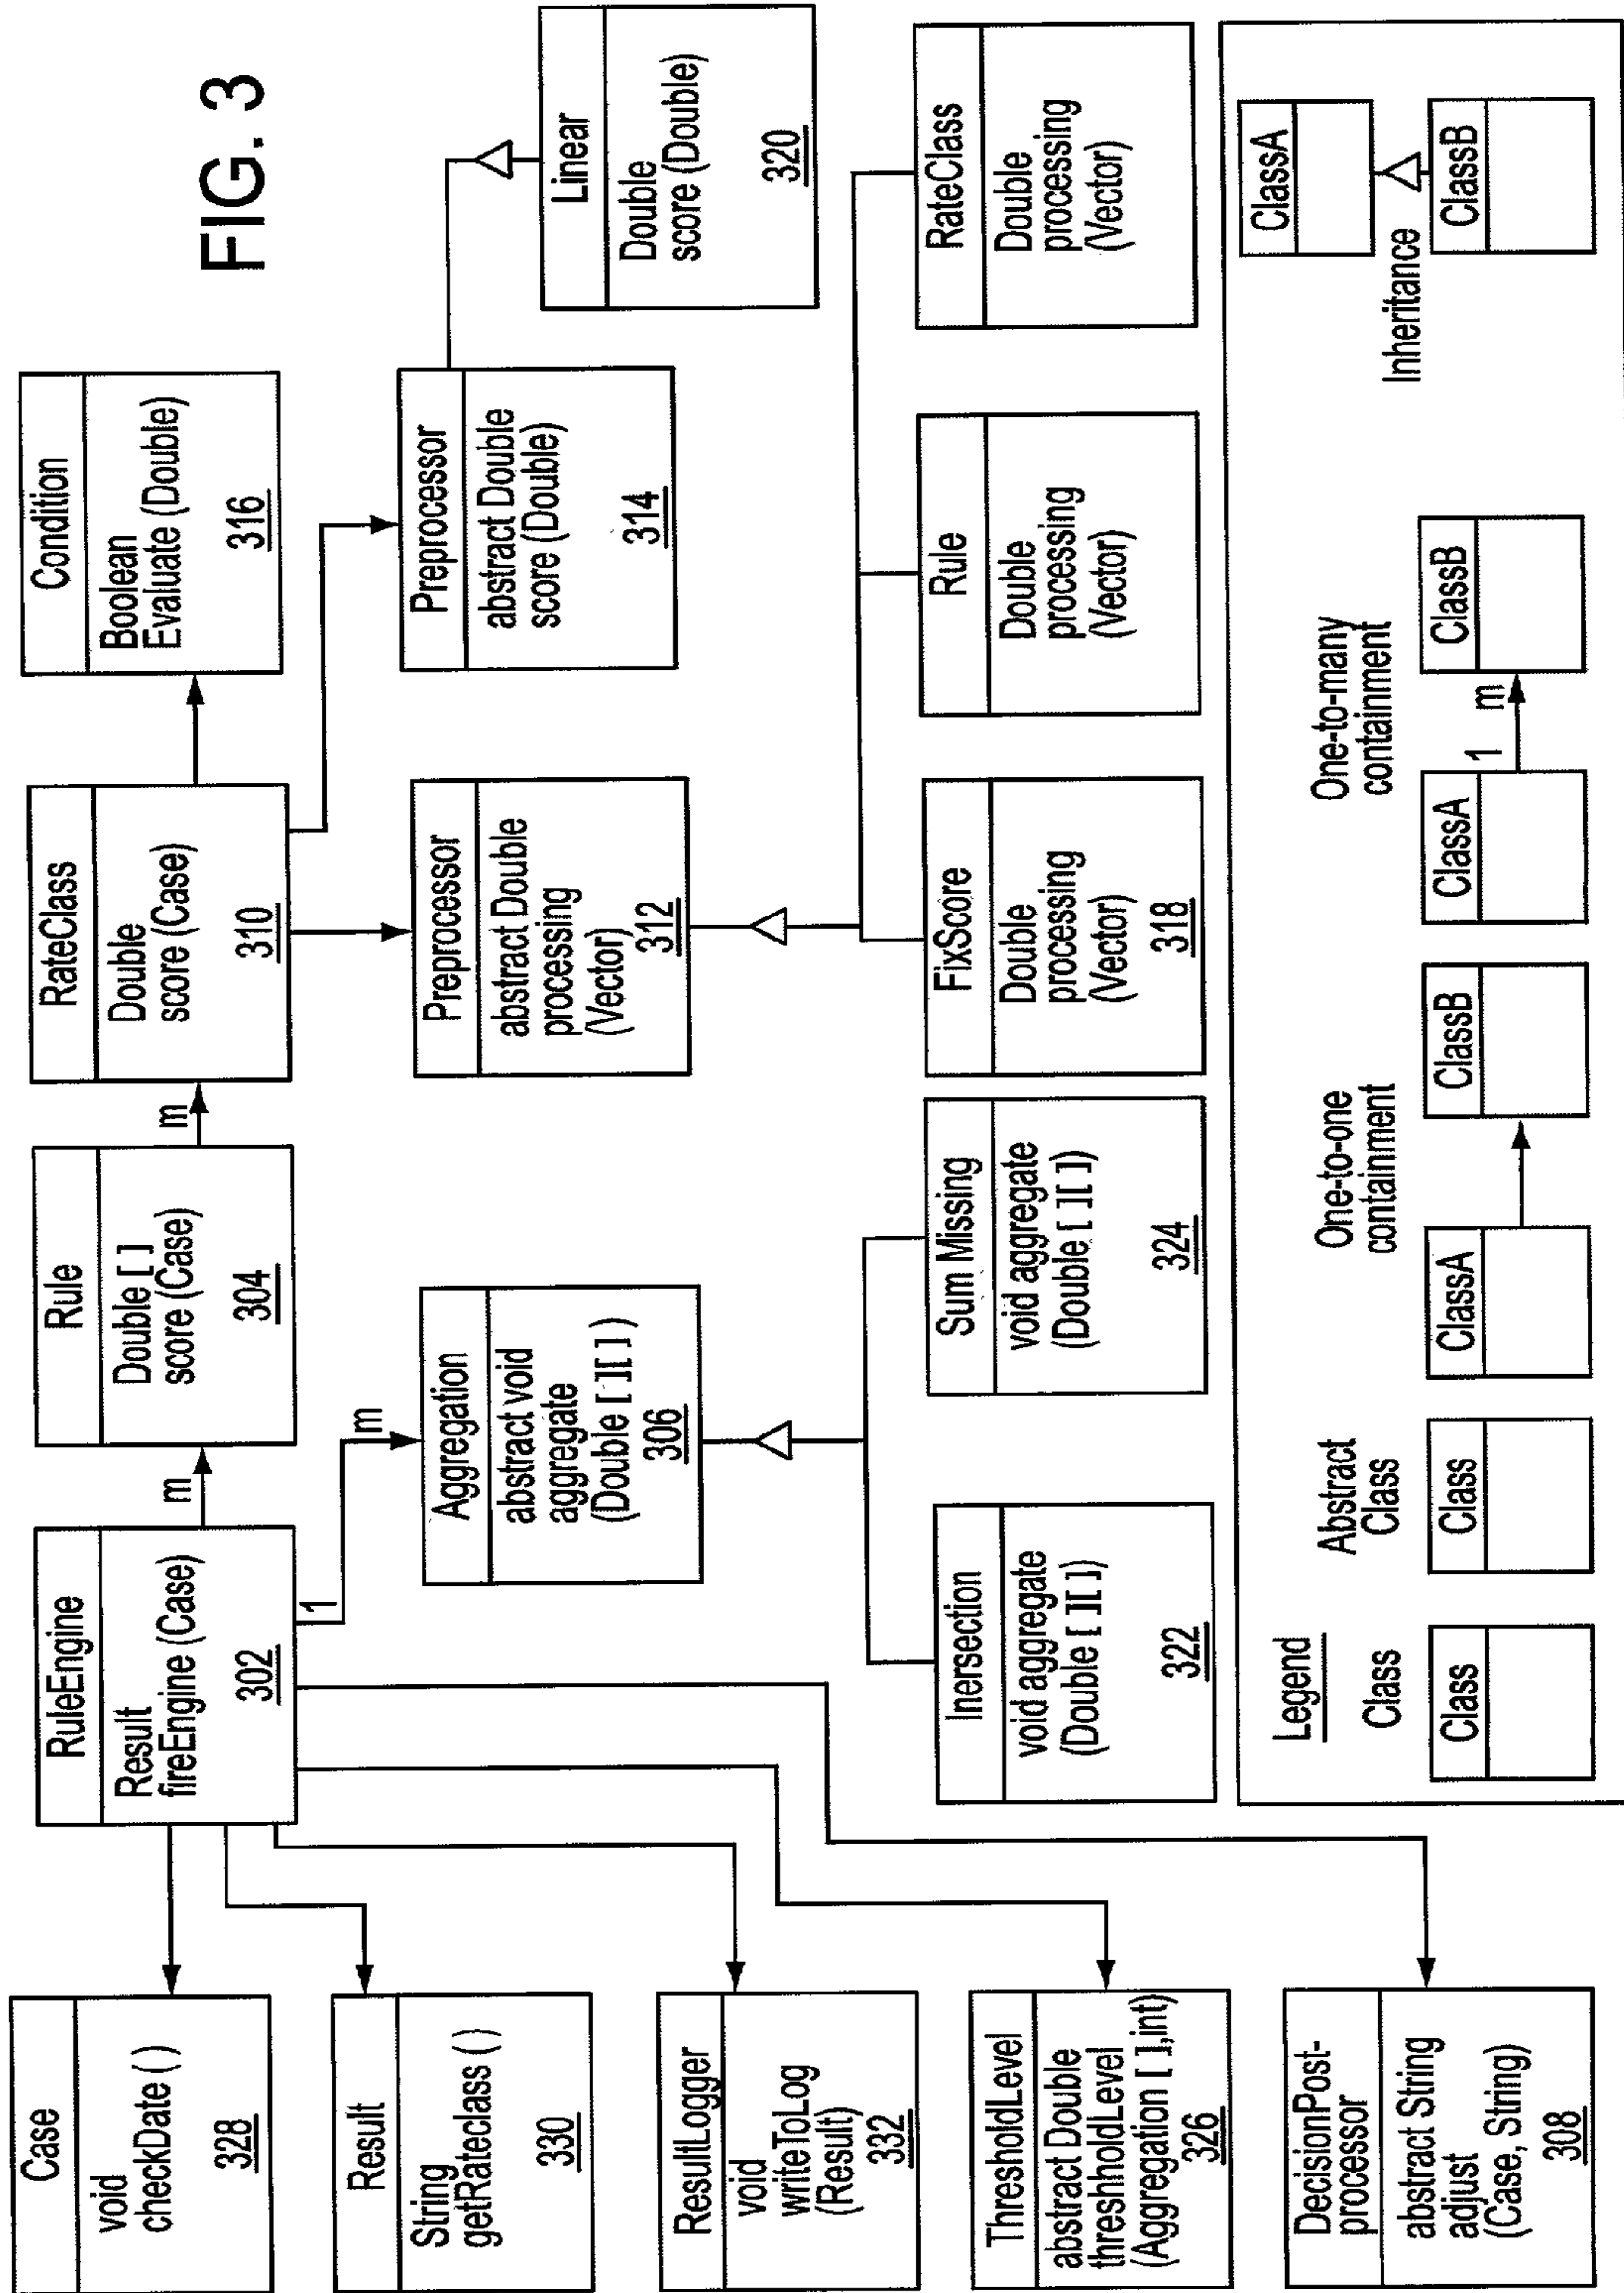 FIG. 3
Case
void
checkDate ( )
328
Result
String
getRateclass ( )
330
ResultLogger
void
writeToLog
(Result)
332
ThresholdLevel
abstract Double
threshholdLevel
(Aggregation [ ],int)
326
DecisionPost-
processor
abstract String
adjust
(Case, String)
308
RuleEngine
Result
fireEngine (Case)
302
m
1
m
Rule
Double [ ]
score (Case)
304
m
RateClass
Double
score (Case)
310
Condition
Boolean
Evaluate (Double)
316
Aggregation
abstract void
aggregate
(Double [ ][ ] )
306
Preprocessor
abstract Double
processing
(Vector)
312
Preprocessor
abstract Double
score (Double)
314
Linear
Double
score (Double)
320
Inersection
void aggregate
(Double [ ][ ] )
322
Sum Missing
void aggregate
(Double [ ][ ] )
324
FixScore
Double
processing
(Vector)
318
Rule
Double
processing
(Vector)
RateClass
Double
processing
(Vector)
Legend
Class
Class
Abstract
Class
Class
One-to-one
containment
ClassA
ClassB
One-to-many
containment
ClassA
1
m
ClassB
Inheritance
ClassA
ClassB